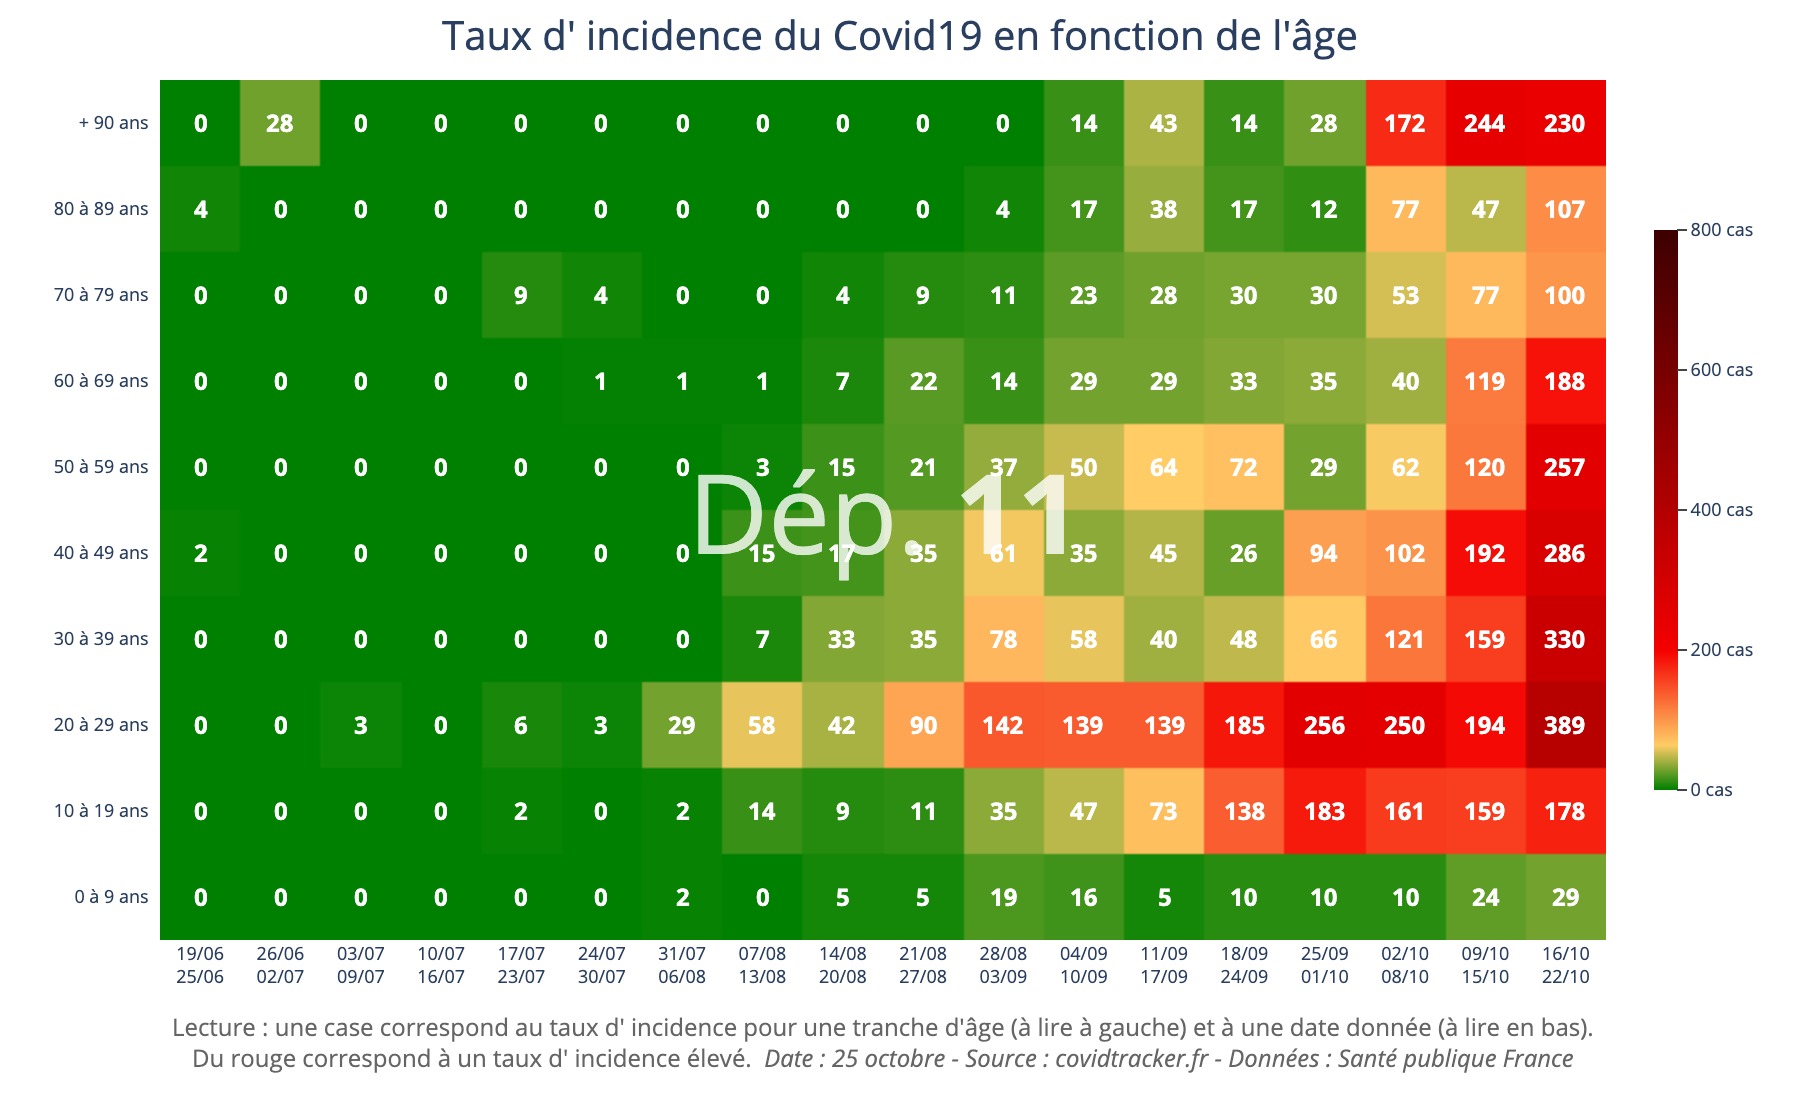 Taux d' incidence du Covid19 en fonction de l'âge
+ 90 ans 0 28 0 0 0 0 0 0 0 0 0 14 43 14 28 172 244 230
80 à 89 ans 4 0 0 0 0 0 0 0 0 0 4 17 38 17 12 77 47 107
800 cas
70 à 79 ans 0 0 0 0 9 4 0 0 4 9 11 23 28 30 30 53 77 100
60 à 69 ans 0 0 0 0 0 1 1 1 7 22 14 29 29 33 35 40 119 188
600 cas
50 à 59 ans 0 0 0 0 0 0 0 3 15 21 37 50 64 72 29 62 120 257
Dép. 11
400 cas
40 à 49 ans 2 0 0 0 0 0 0 15 17 35 61 35 45 26 94 102 192 286
30 à 39 ans 0 0 0 0 0 0 0 7 33 35 78 58 40 48 66 121 159 330
200 cas
20 à 29 ans 0 0 3 0 6 3 29 58 42 90 142 139 139 185 256 250 194 389
0 cas
10 à 19 ans 0 0 0 0 2 0 2 14 9 11 35 47 73 138 183 161 159 178
0 à 9 ans 0 0 0 0 0 0 2 0 5 5 19 16 5 10 10 10 24 29
19/06 26/06 03/07 10/07 17/07 24/07 31/07 07/08 14/08 21/08 28/08 04/09 11/09 18/09 25/09 02/10 09/10 16/10
25/06 02/07 09/07 16/07 23/07 30/07 06/08 13/08 20/08 27/08 03/09 10/09 17/09 24/09 01/10 08/10 15/10 22/10
Lecture : une case correspond au taux d' incidence pour une tranche d'âge (à lire à gauche) et à une date donnée (à lire en bas).
Du rouge correspond à un taux d' incidence élevé. Date : 25 octobre - Source : covidtracker.fr - Données : Santé publique France